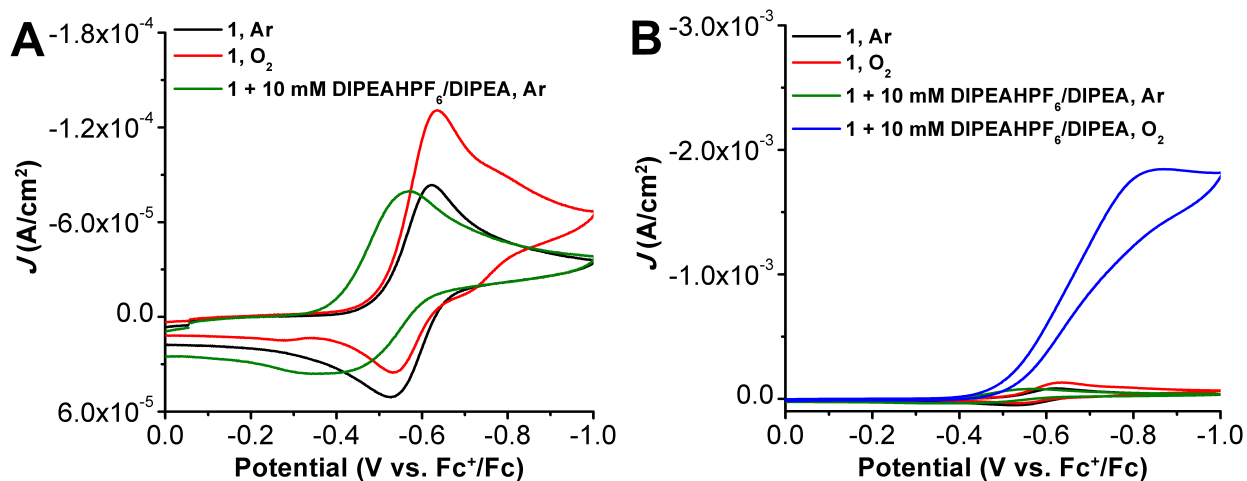 A
1, Ar
1, O₂
1 + 10 mM DIPEAHPF₆/DIPEA, Ar
-1.8x10⁻⁴
-1.2x10⁻⁴
-6.0x10⁻⁵
0.0
6.0x10⁻⁵
J (A/cm²)
0.0 -0.2 -0.4 -0.6 -0.8 -1.0
Potential (V vs. Fc⁺/Fc)
B
1, Ar
1, O₂
1 + 10 mM DIPEAHPF₆/DIPEA, Ar
1 + 10 mM DIPEAHPF₆/DIPEA, O₂
-3.0x10⁻³
-2.0x10⁻³
-1.0x10⁻³
0.0
J (A/cm²)
0.0 -0.2 -0.4 -0.6 -0.8 -1.0
Potential (V vs. Fc⁺/Fc)